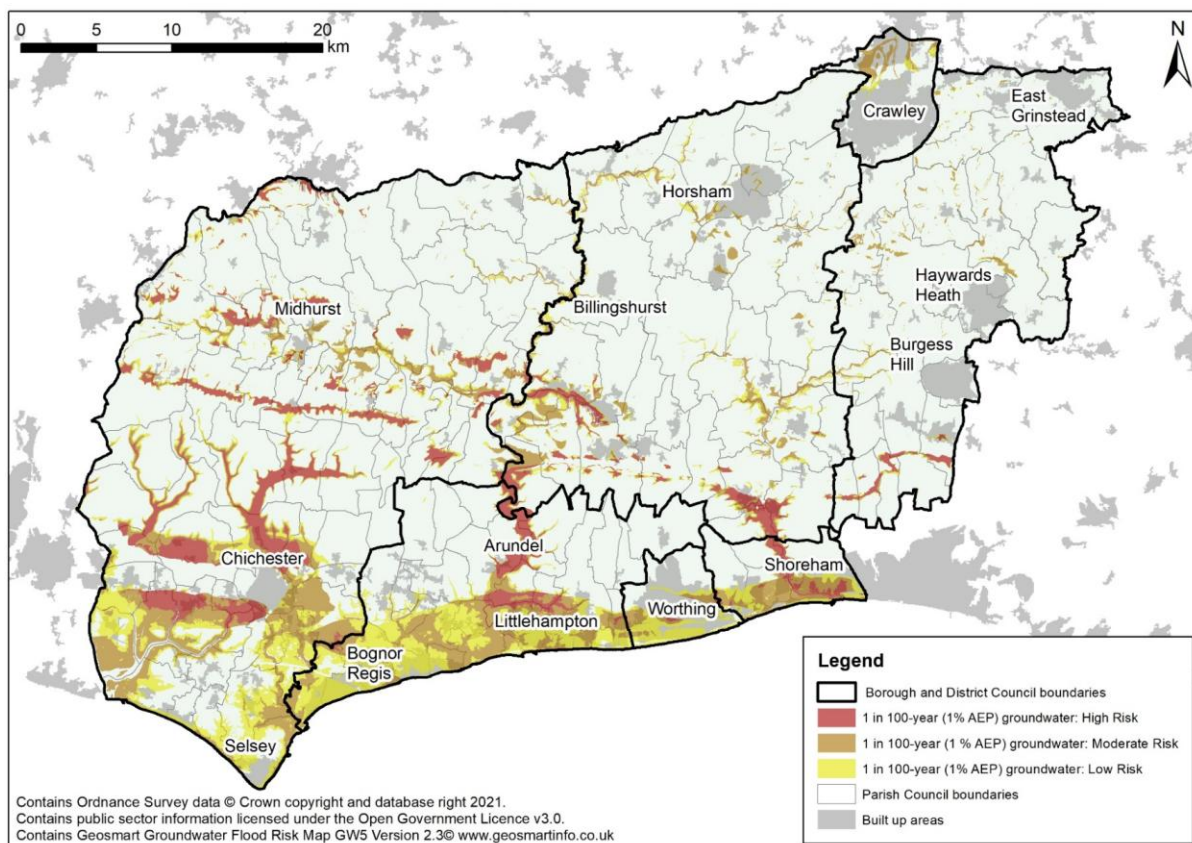 0 5 10 20
km
N
Crawley
East
Grinstead
Horsham
Haywards
Heath
Midhurst
Billingshurst
Burgess
Hill
Chichester
Arundel
Shoreham
Worthing
Littlehampton
Bognor
Regis
Selsey
Legend
Borough and District Council boundaries
1 in 100-year (1% AEP) groundwater: High Risk
1 in 100-year (1 % AEP) groundwater: Moderate Risk
1 in 100-year (1% AEP) groundwater: Low Risk
Parish Council boundaries
Built up areas
Contains Ordnance Survey data © Crown copyright and database right 2021.
Contains public sector information licensed under the Open Government Licence v3.0.
Contains Geosmart Groundwater Flood Risk Map GW5 Version 2.3© www.geosmartinfo.co.uk